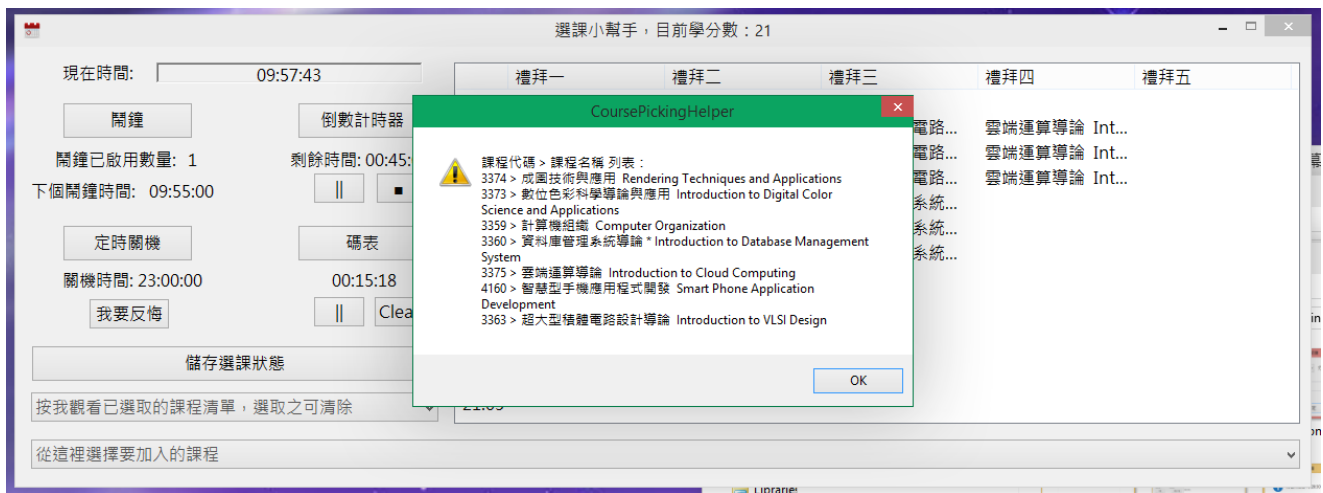 選課小幫手，目前學分數：21
現在時間: 09:57:43
鬧鐘 倒數計時器
鬧鐘已啟用數量: 1 剩餘時間: 00:45:
下個鬧鐘時間: 09:55:00 || ■
定時關機 碼表
關機時間: 23:00:00 00:15:18
我要反悔 || Clea
儲存選課狀態
按我觀看已選取的課程清單，選取之可清除
從這裡選擇要加入的課程
禮拜一 禮拜二 禮拜三 禮拜四 禮拜五
電路... 雲端運算導論 Int...
電路... 雲端運算導論 Int...
電路... 雲端運算導論 Int...
系統...
系統...
系統...
CoursePickingHelper
課程代碼 > 課程名稱 列表：
3374 > 成圖技術與應用 Rendering Techniques and Applications
3373 > 數位色彩科學導論與應用 Introduction to Digital Color
Science and Applications
3359 > 計算機組織 Computer Organization
3360 > 資料庫管理系統導論 * Introduction to Database Management
System
3375 > 雲端運算導論 Introduction to Cloud Computing
4160 > 智慧型手機應用程式開發 Smart Phone Application
Development
3363 > 超大型積體電路設計導論 Introduction to VLSI Design
OK
Libraries